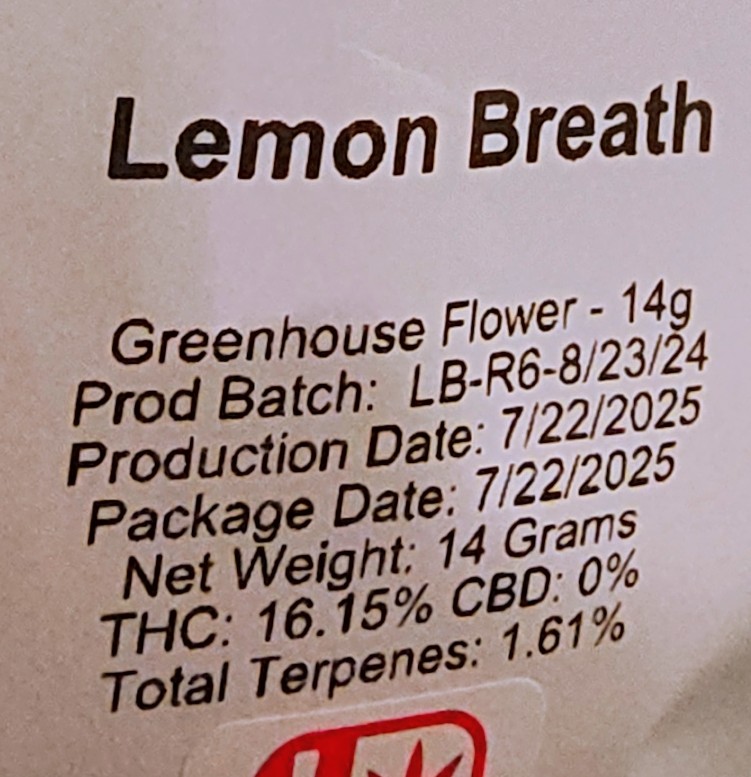 Lemon Breath
Greenhouse Flower - 14g
Prod Batch: LB-R6-8/23/24
Production Date: 7/22/2025
Package Date: 7/22/2025
Net Weight: 14 Grams
THC: 16.15% CBD: 0%
Total Terpenes: 1.61%